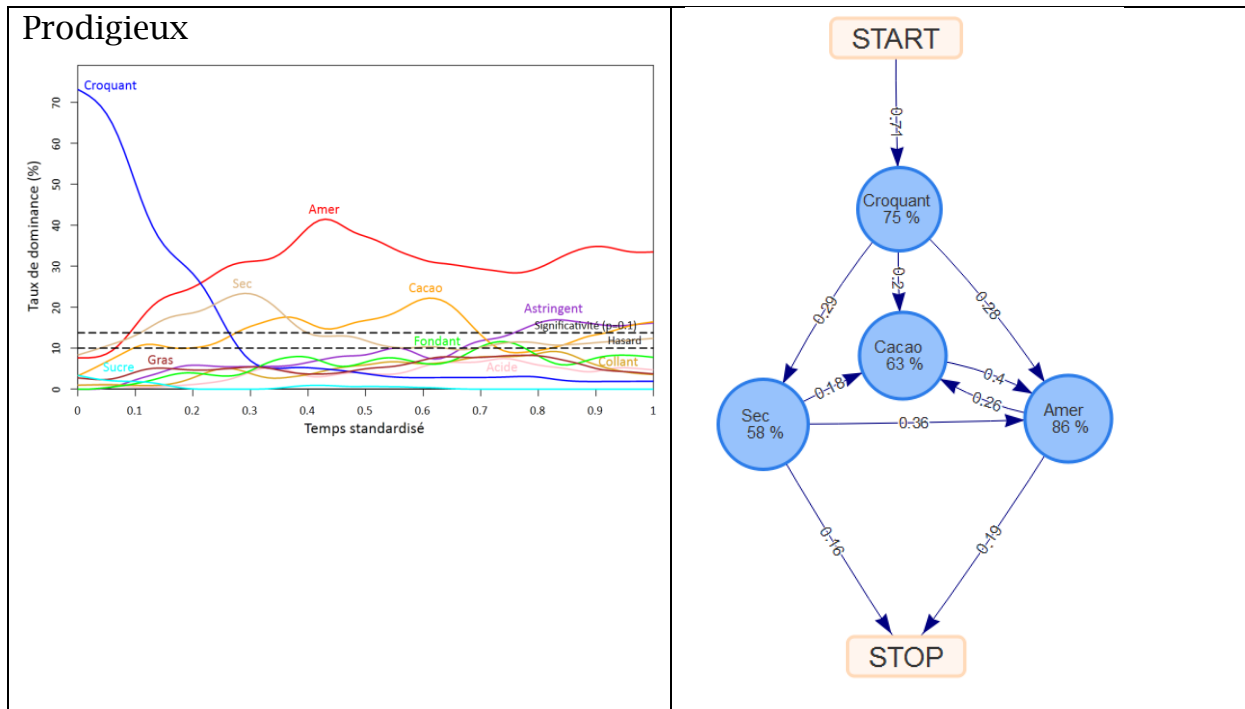 Prodigieux
Taux de dominance (%)
70
60
50
40
30
20
10
0
Croquant
Amer
Sec
Cacao
Astringent
Significativité (p=0.1)
Hasard
Fondant
Gras
Sucre
Acide
Collant
0 0.1 0.2 0.3 0.4 0.5 0.6 0.7 0.8 0.9 1
Temps standardisé
START
0.71
Croquant
75 %
0.29
0.2
0.28
Cacao
63 %
0.18
0.4
0.26
Sec
58 %
0.36
Amer
86 %
0.16
0.19
STOP